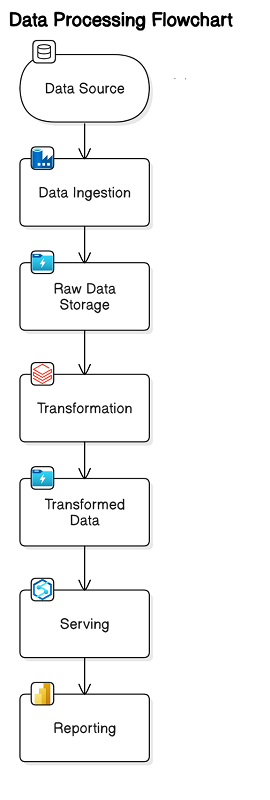 Data Processing Flowchart
Data Source
Data Ingestion
Raw Data
Storage
Transformation
Transformed
Data
Serving
Reporting